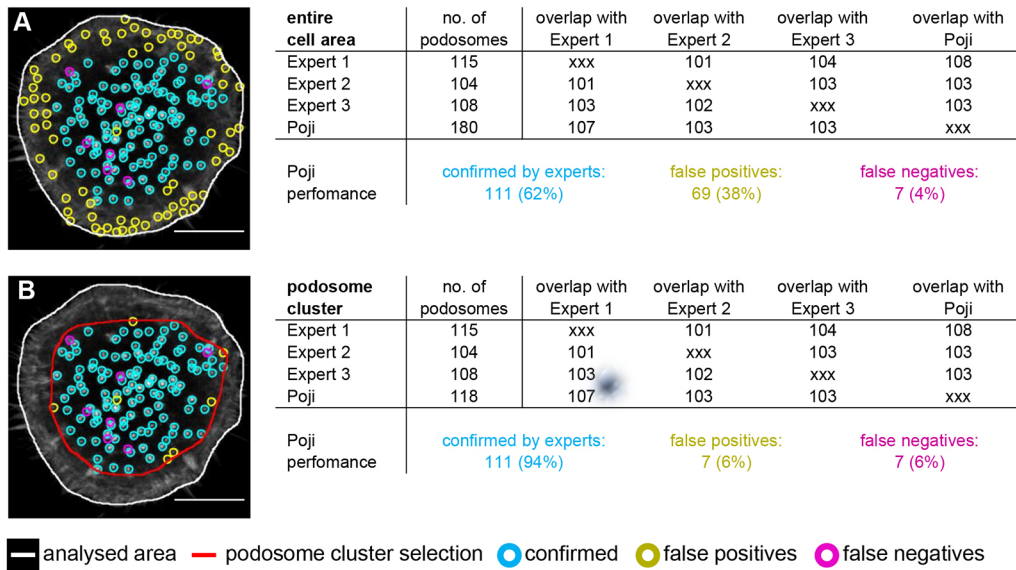 A
entire no. of overlap with overlap with overlap with overlap with
cell area podosomes Expert 1 Expert 2 Expert 3 Poji
Expert 1 115 xxx 101 104 108
Expert 2 104 101 xxx 103 103
Expert 3 108 103 102 xxx 103
Poji 180 107 103 103 xxx
Poji confirmed by experts: false positives: false negatives:
perfomance 111 (62%) 69 (38%) 7 (4%)
B
podosome no. of overlap with overlap with overlap with overlap with
cluster podosomes Expert 1 Expert 2 Expert 3 Poji
Expert 1 115 xxx 101 104 108
Expert 2 104 101 xxx 103 103
Expert 3 108 103 102 xxx 103
Poji 118 107 103 103 xxx
Poji confirmed by experts: false positives: false negatives:
perfomance 111 (94%) 7 (6%) 7 (6%)
analysed area podosome cluster selection confirmed false positives false negatives